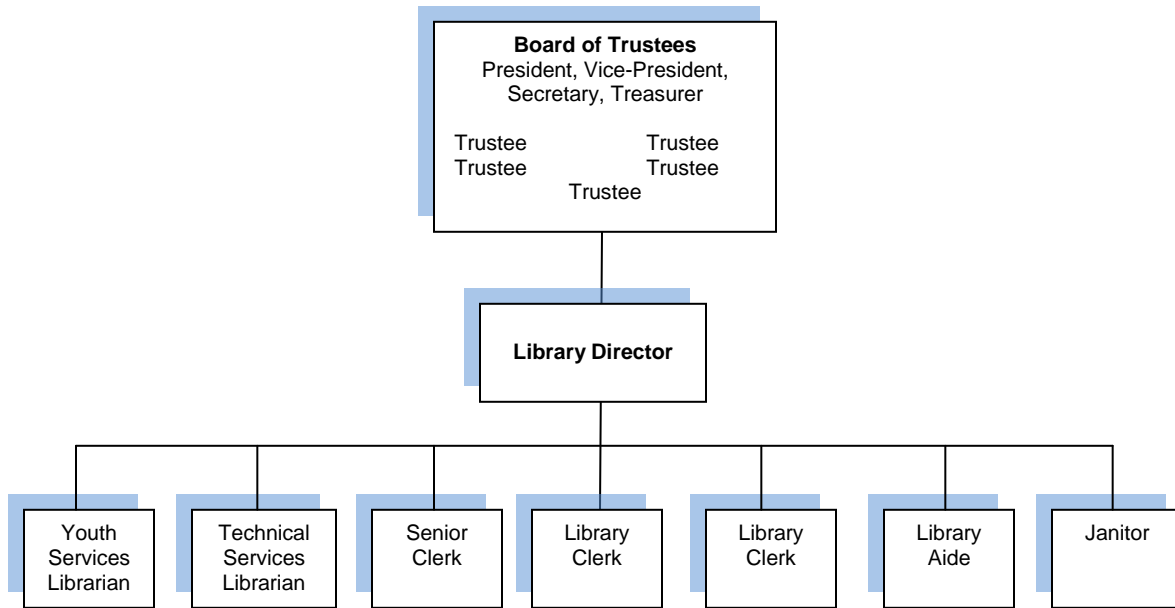 Board of Trustees
President, Vice-President,
Secretary, Treasurer
Trustee Trustee
Trustee Trustee
Trustee
Library Director
Youth
Services
Librarian
Technical
Services
Librarian
Senior
Clerk
Library
Clerk
Library
Clerk
Library
Aide
Janitor